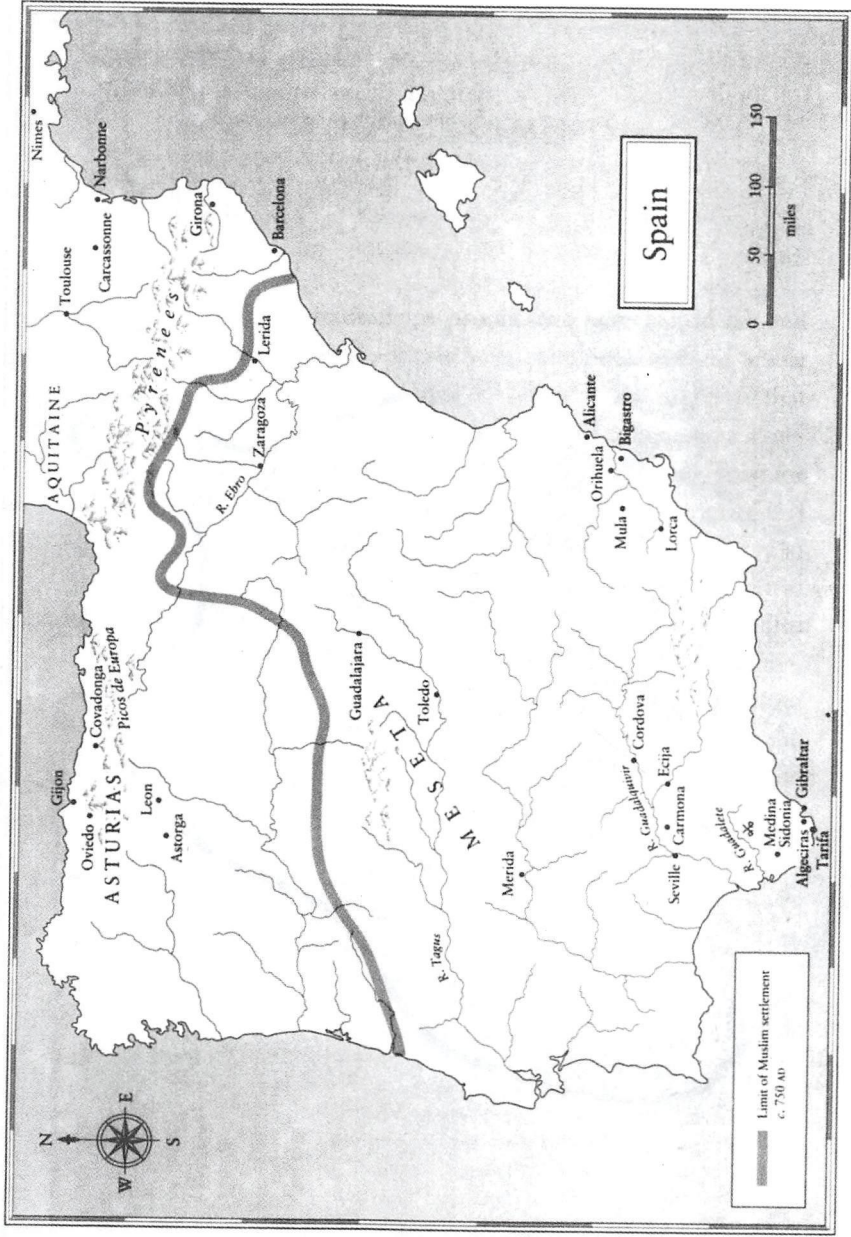 Nimes
Narbonne
Carcassonne
Toulouse
AQUITAINE
Pyrenees
Girona
Barcelona
Lerida
Zaragoza
R. Ebro
Gijon
Covadonga
Picos de Europa
Oviedo
ASTURIAS
Leon
Astorga
Guadalajara
MESETA
Toledo
R. Tagus
Merida
Alicante
Bigastro
Orihuela
Mula
Lorca
Cordova
R. Guadalquivir
Ecija
Carmona
Seville
R. Guadalete
Medina
Sidonia
Algeciras
Gibraltar
Tarifa
Spain
0 50 100 150
miles
N
W E
S
Limit of Muslim settlement
c. 750 AD